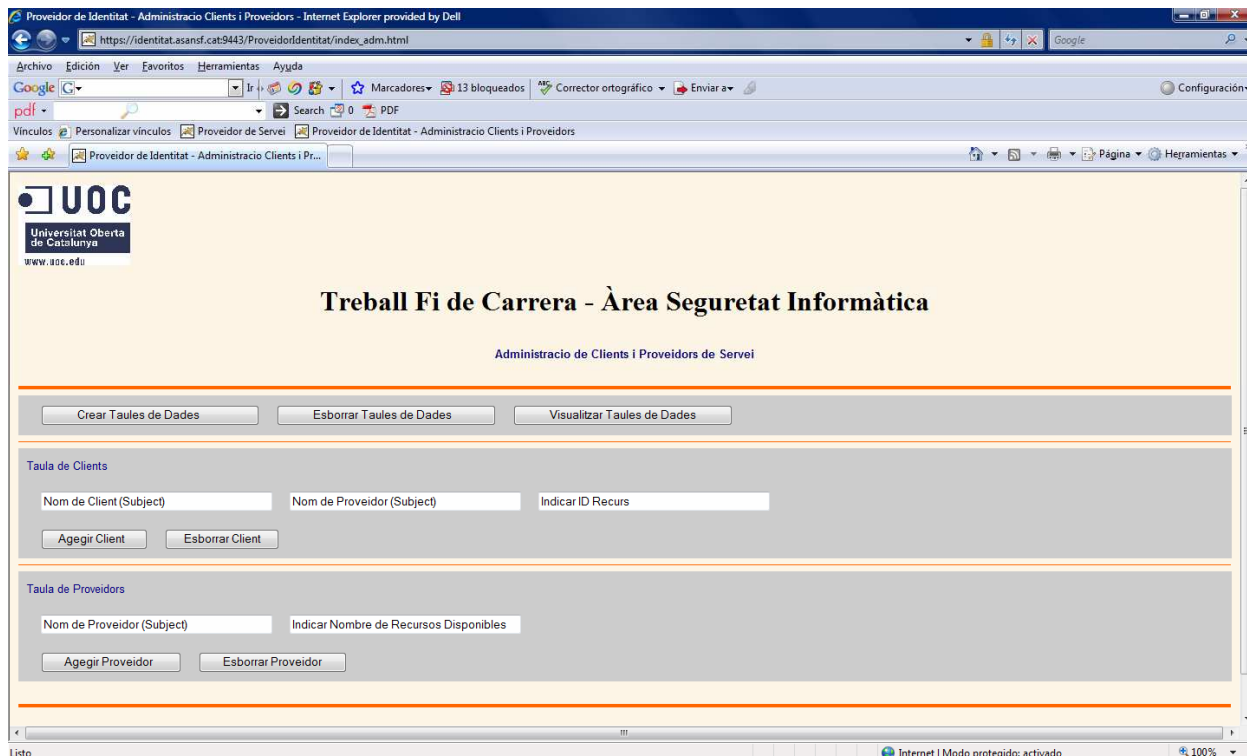 Proveidor de Identitat - Administracio Clients i Proveidors - Internet Explorer provided by Dell
https://identitat.asansf.cat:9443/ProveidorIdentitat/index_adm.html
Google
Archivo Edición Ver Favoritos Herramientas Ayuda
Google G Ir Marcadores 13 bloqueados ABC Corrector ortográfico Enviar a Configuración
pdf Search 0 PDF
Vínculos Personalizar vínculos Proveidor de Servei Proveidor de Identitat - Administracio Clients i Proveidors
Proveidor de Identitat - Administracio Clients i Pr... Página Herramientas
UOC
Universitat Oberta
de Catalunya
www.uoc.edu
Treball Fi de Carrera - Àrea Seguretat Informàtica
Administracio de Clients i Proveidors de Servei
Crear Taules de Dades Esborrar Taules de Dades Visualitzar Taules de Dades
Taula de Clients
Nom de Client (Subject) Nom de Proveidor (Subject) Indicar ID Recurs
Agegir Client Esborrar Client
Taula de Proveidors
Nom de Proveidor (Subject) Indicar Nombre de Recursos Disponibles
Agegir Proveidor Esborrar Proveidor
Listo Internet | Modo protegido: activado 100%